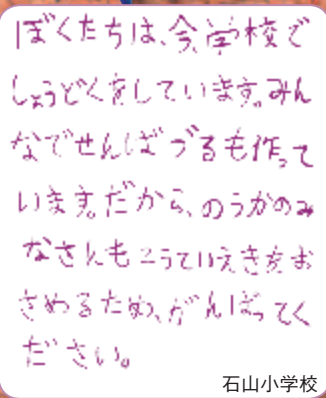 ぼくたちは、今、学校で
しょうどくをしています。みん
なでせんばづるも作って
います。だから、のうかのみ
なさんもこうていえきをお
さめるため、がんばってく
ださい。
石山小学校